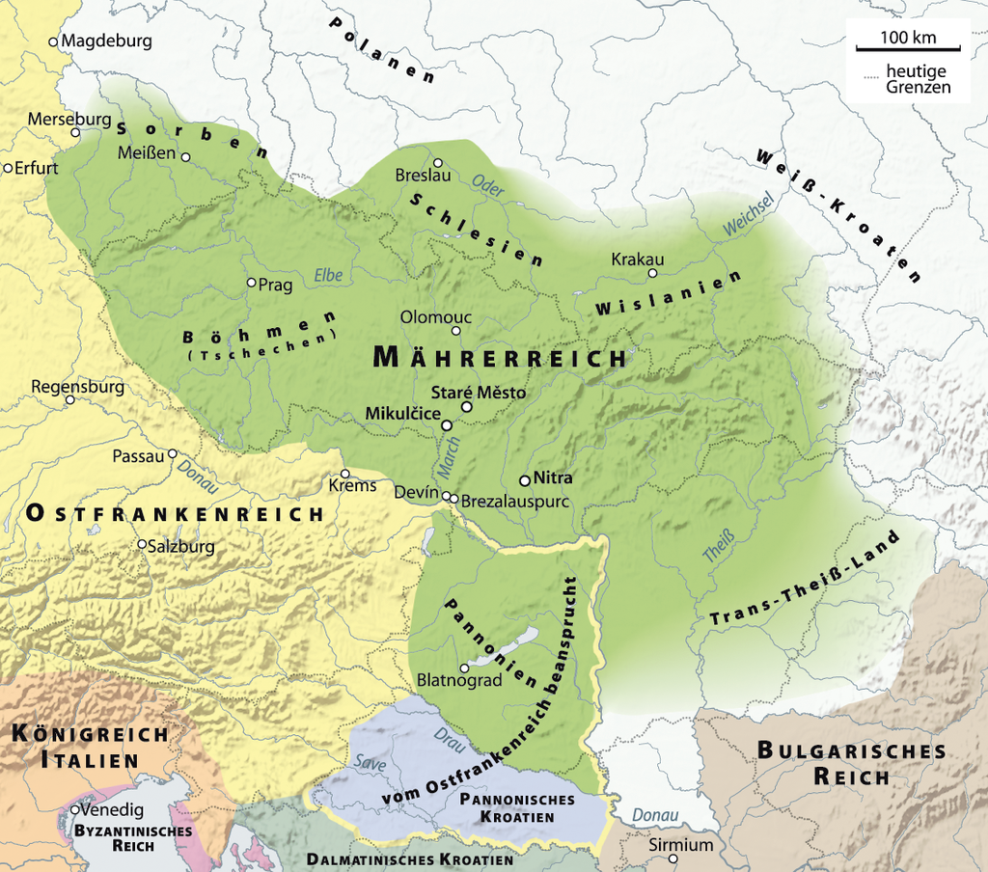 Magdeburg
Polanen
100 km
heutige
Grenzen
Merseburg
Sorben
Meißen
Erfurt
Breslau
Oder
Schlesien
Weiß-Kroaten
Weichsel
Krakau
Wislanien
Prag
Elbe
Böhmen
(Tschechen)
Olomouc
MÄHRERREICH
Staré Město
Mikulčice
Regensburg
March
Passau
Donau
Krems
Nitra
Devín
Brezalauspurc
OSTFRANKENREICH
Salzburg
Theiß
Trans-Theiß-Land
Pannonien
Blatnograd
vom Ostfrankenreich beansprucht
KÖNIGREICH
ITALIEN
Drau
Save
BULGARISCHES
REICH
PANNONISCHES
KROATIEN
Venedig
BYZANTINISCHES
REICH
Donau
Sirmium
DALMATINISCHES KROATIEN